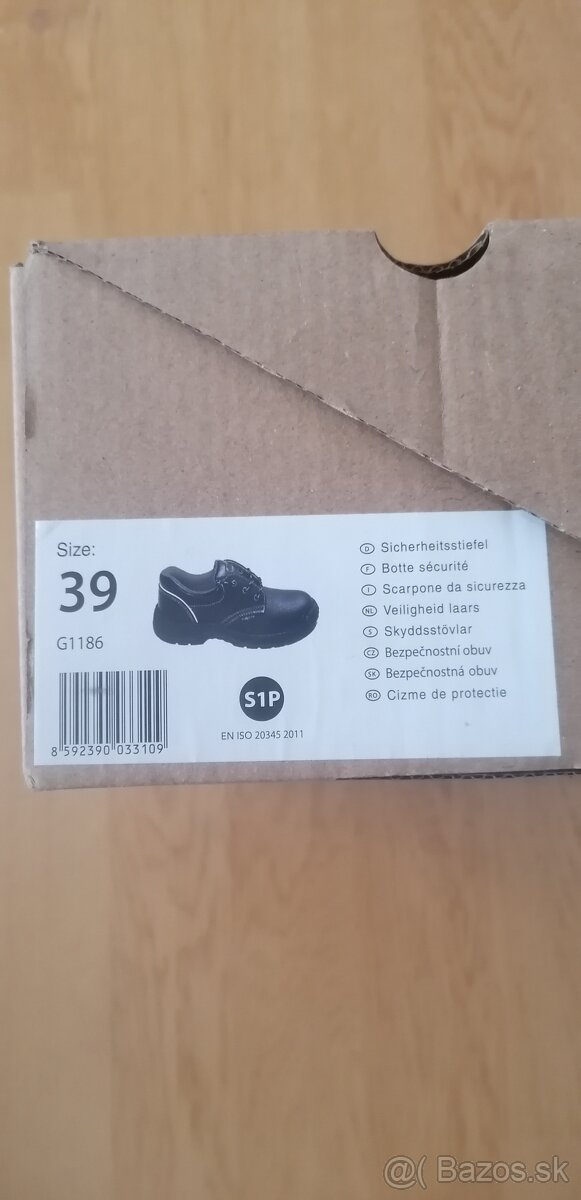 Size:
39
G1186
8 592390 033109
S1P
EN ISO 20345 2011
D Sicherheitsstiefel
F Botte sécurité
I Scarpone da sicurezza
NL Veiligheid laars
S Skyddsstövlar
CZ Bezpečnostní obuv
SK Bezpečnostná obuv
RO Cizme de protectie
@( Bazos.sk